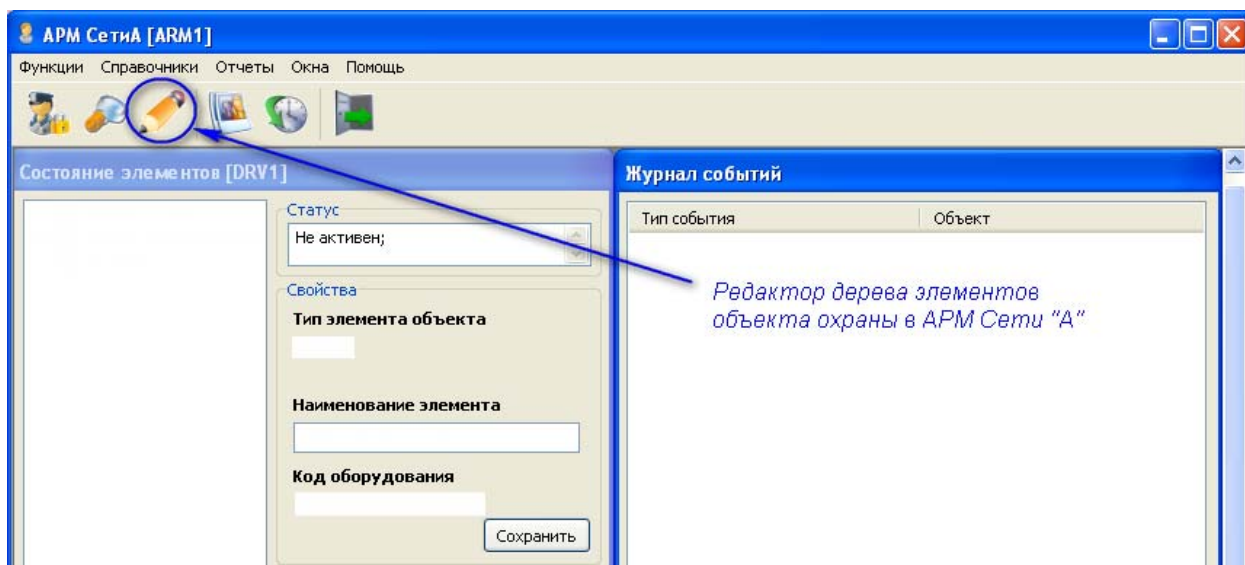 АРМ СетиА [ARM1]
Функции Справочники Отчеты Окна Помощь
Состояние элементов [DRV1]
Статус
Не активен;
Свойства
Тип элемента объекта
Наименование элемента
Код оборудования
Сохранить
Журнал событий
Тип события Объект
Редактор дерева элементов
объекта охраны в АРМ Сети "А"